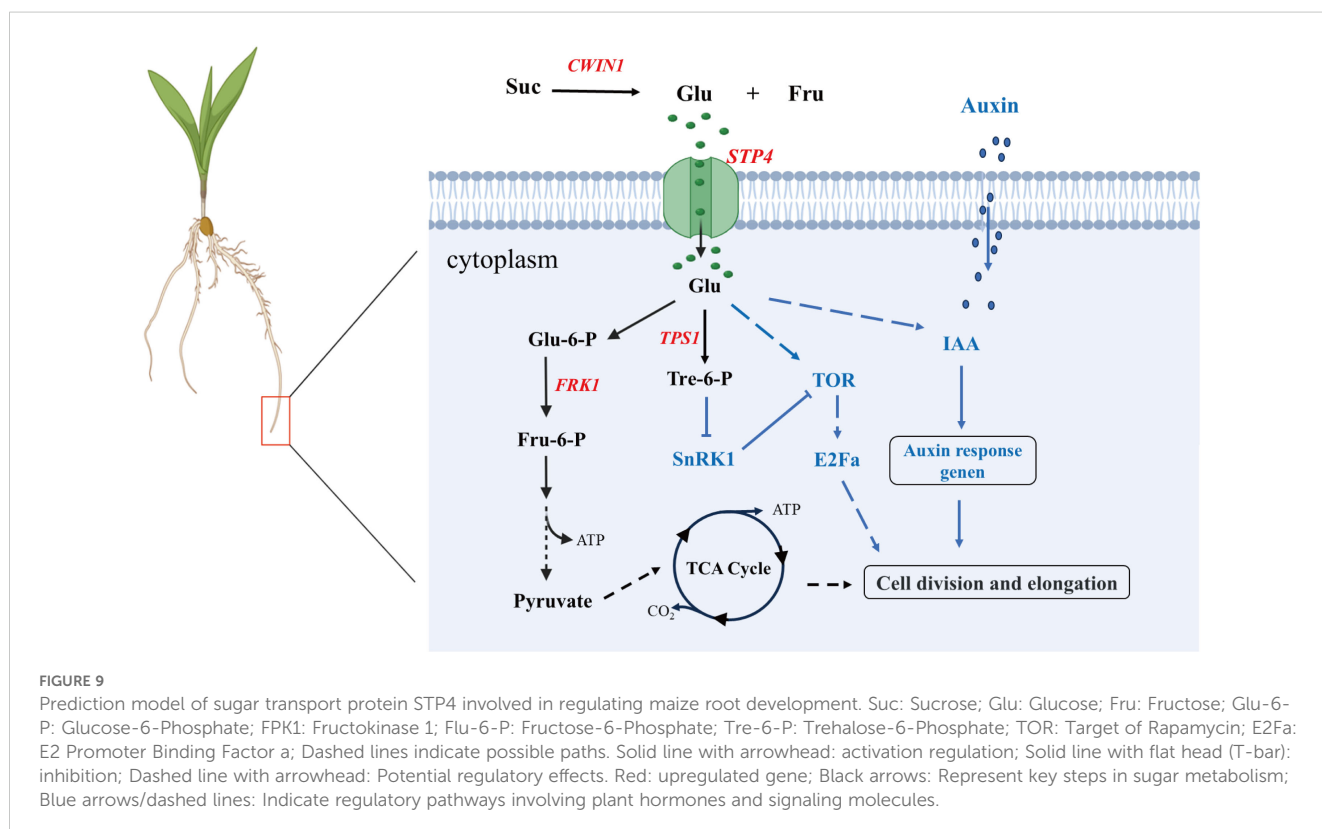 CWIN1
Suc
Glu + Fru
Auxin
STP4
cytoplasm
Glu
Glu-6-P
TPS1
IAA
FRK1
Tre-6-P
TOR
Fru-6-P
SnRK1
E2Fa
Auxin response
genen
ATP
ATP
TCA Cycle
Pyruvate
CO2
Cell division and elongation
FIGURE 9
Prediction model of sugar transport protein STP4 involved in regulating maize root development. Suc: Sucrose; Glu: Glucose; Fru: Fructose; Glu-6-
P: Glucose-6-Phosphate; FPK1: Fructokinase 1; Flu-6-P: Fructose-6-Phosphate; Tre-6-P: Trehalose-6-Phosphate; TOR: Target of Rapamycin; E2Fa:
E2 Promoter Binding Factor a; Dashed lines indicate possible paths. Solid line with arrowhead: activation regulation; Solid line with flat head (T-bar):
inhibition; Dashed line with arrowhead: Potential regulatory effects. Red: upregulated gene; Black arrows: Represent key steps in sugar metabolism;
Blue arrows/dashed lines: Indicate regulatory pathways involving plant hormones and signaling molecules.